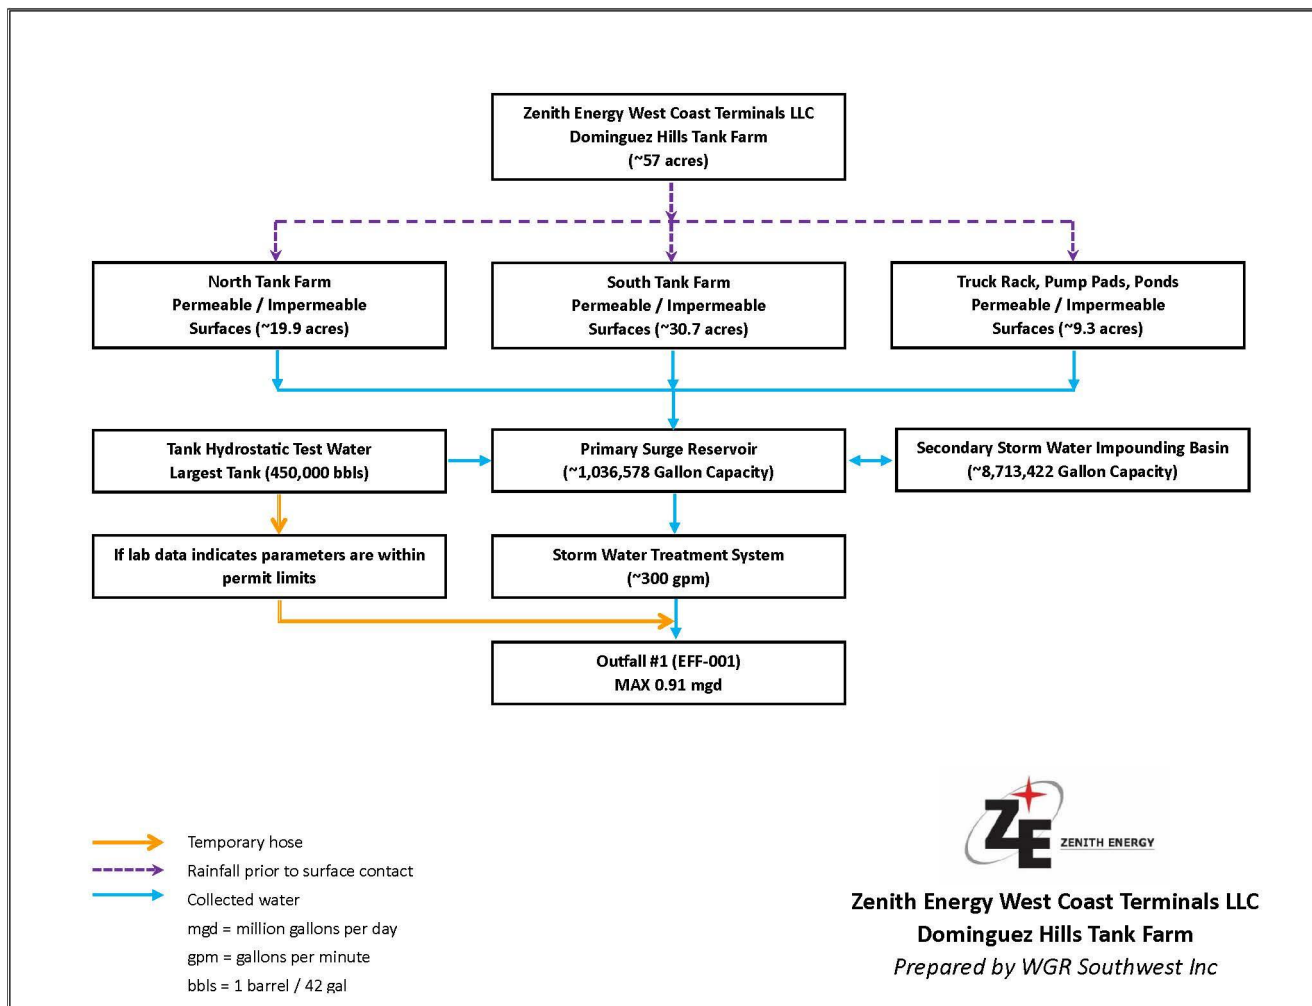 Zenith Energy West Coast Terminals LLC
Dominguez Hills Tank Farm
(~57 acres)
North Tank Farm
Permeable / Impermeable
Surfaces (~19.9 acres)
South Tank Farm
Permeable / Impermeable
Surfaces (~30.7 acres)
Truck Rack, Pump Pads, Ponds
Permeable / Impermeable
Surfaces (~9.3 acres)
Tank Hydrostatic Test Water
Largest Tank (450,000 bbls)
Primary Surge Reservoir
(~1,036,578 Gallon Capacity)
Secondary Storm Water Impounding Basin
(~8,713,422 Gallon Capacity)
If lab data indicates parameters are within
permit limits
Storm Water Treatment System
(~300 gpm)
Outfall #1 (EFF-001)
MAX 0.91 mgd
Temporary hose
Rainfall prior to surface contact
Collected water
mgd = million gallons per day
gpm = gallons per minute
bbls = 1 barrel / 42 gal
ZE
ZENITH ENERGY
Zenith Energy West Coast Terminals LLC
Dominguez Hills Tank Farm
Prepared by WGR Southwest Inc